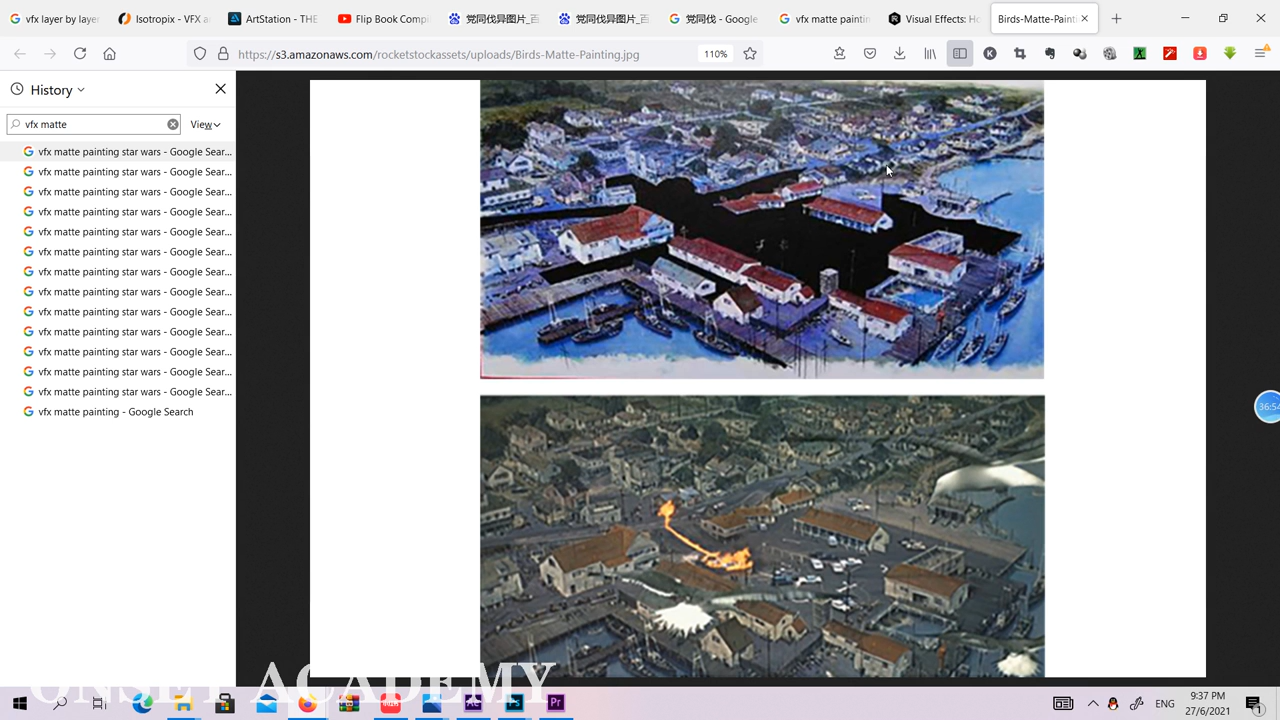 vfx layer by layer
Isotropix - VFX a
ArtStation - THE
Flip Book Comp
党同伐异图片_百
党同伐异图片_百
党同伐 - Google
vfx matte paintin
Visual Effects: Ho
Birds-Matte-Paint
https://s3.amazonaws.com/rocketstockassets/uploads/Birds-Matte-Painting.jpg
110%
History
vfx matte
View
vfx matte painting star wars - Google Sear...
vfx matte painting star wars - Google Sear...
vfx matte painting star wars - Google Sear...
vfx matte painting star wars - Google Sear...
vfx matte painting star wars - Google Sear...
vfx matte painting star wars - Google Sear...
vfx matte painting star wars - Google Sear...
vfx matte painting star wars - Google Sear...
vfx matte painting star wars - Google Sear...
vfx matte painting star wars - Google Sear...
vfx matte painting star wars - Google Sear...
vfx matte painting star wars - Google Sear...
vfx matte painting star wars - Google Sear...
vfx matte painting - Google Search
36:54
ONSET ACADEMY
Ae
Ps
Pr
ENG
9:37 PM
27/6/2021